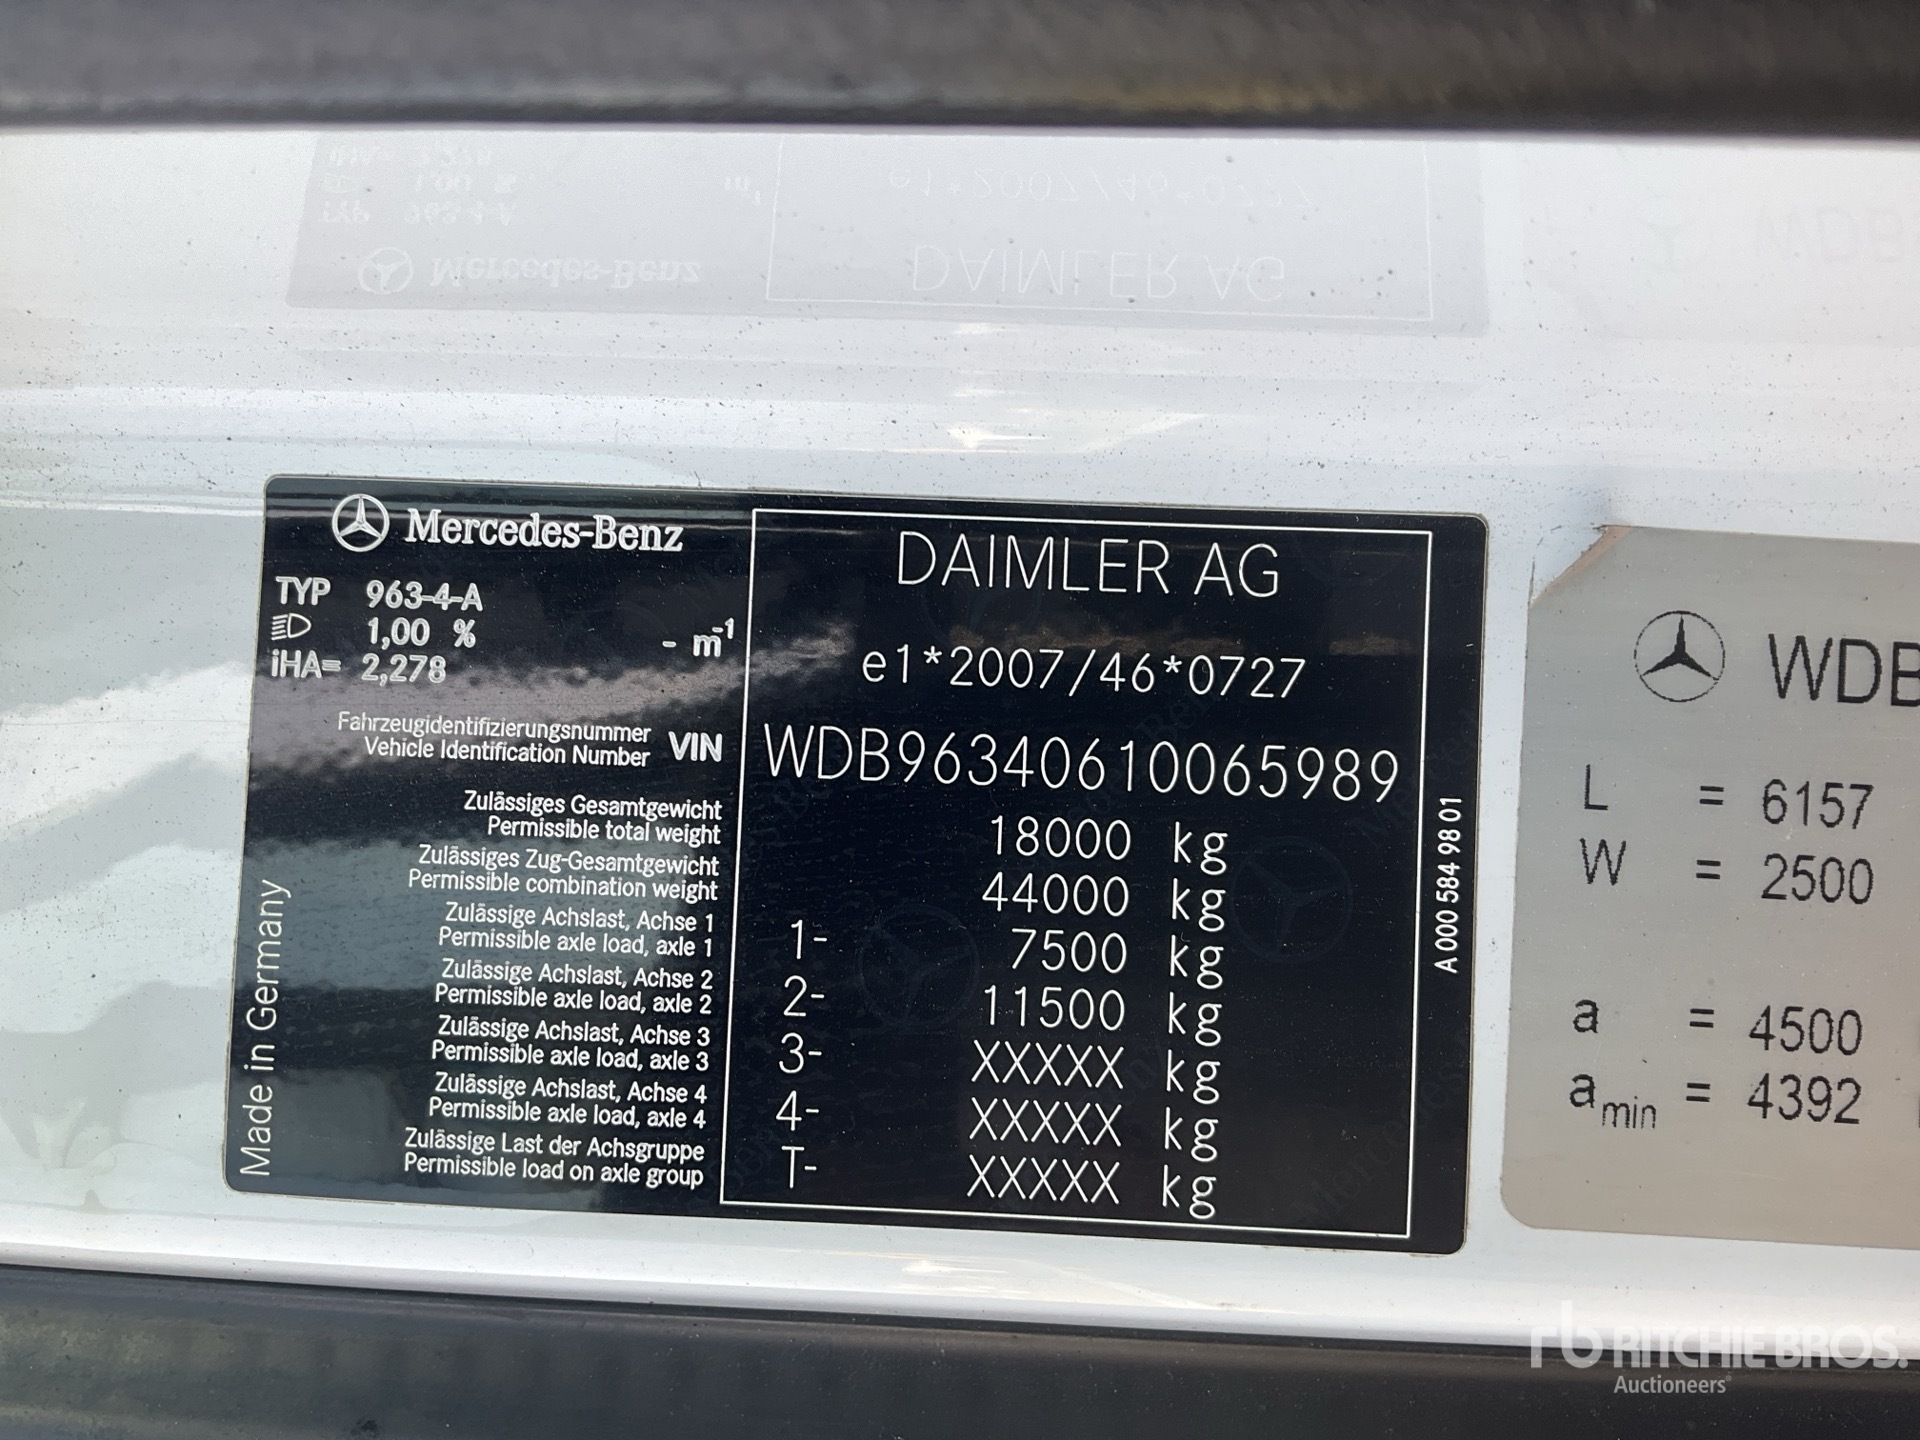 Mercedes-Benz
TYP 963-4-A
1,00 % - m⁻¹
iHA= 2,278
DAIMLER AG
e1*2007/46*0727
Fahrzeugidentifizierungsnummer
Vehicle Identification Number VIN WDB96340610065989
Zulässiges Gesamtgewicht
Permissible total weight 18000 kg
Zulässiges Zug-Gesamtgewicht
Permissible combination weight 44000 kg
Zulässige Achslast, Achse 1
Permissible axle load, axle 1 1- 7500 kg
Zulässige Achslast, Achse 2
Permissible axle load, axle 2 2- 11500 kg
Zulässige Achslast, Achse 3
Permissible axle load, axle 3 3- XXXXX kg
Zulässige Achslast, Achse 4
Permissible axle load, axle 4 4- XXXXX kg
Zulässige Last der Achsgruppe
Permissible load on axle group T- XXXXX kg
Made in Germany
A 000 584 98 01
WDB
L = 6157
W = 2500
a = 4500
a min = 4392
rb RITCHIE BROS.
Auctioneers